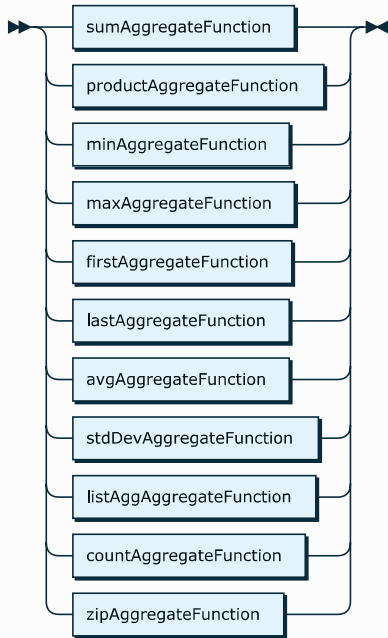 sumAggregateFunction
productAggregateFunction
minAggregateFunction
maxAggregateFunction
firstAggregateFunction
lastAggregateFunction
avgAggregateFunction
stdDevAggregateFunction
listAggAggregateFunction
countAggregateFunction
zipAggregateFunction